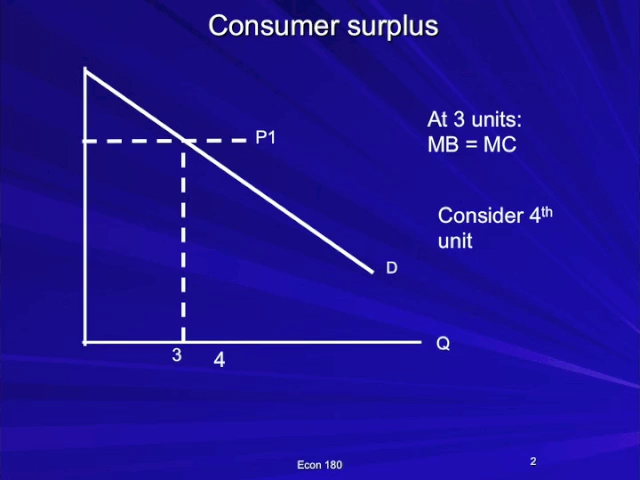 Consumer surplus
At 3 units:
MB = MC
P1
Consider 4th
unit
D
Q
3
4
Econ 180
2